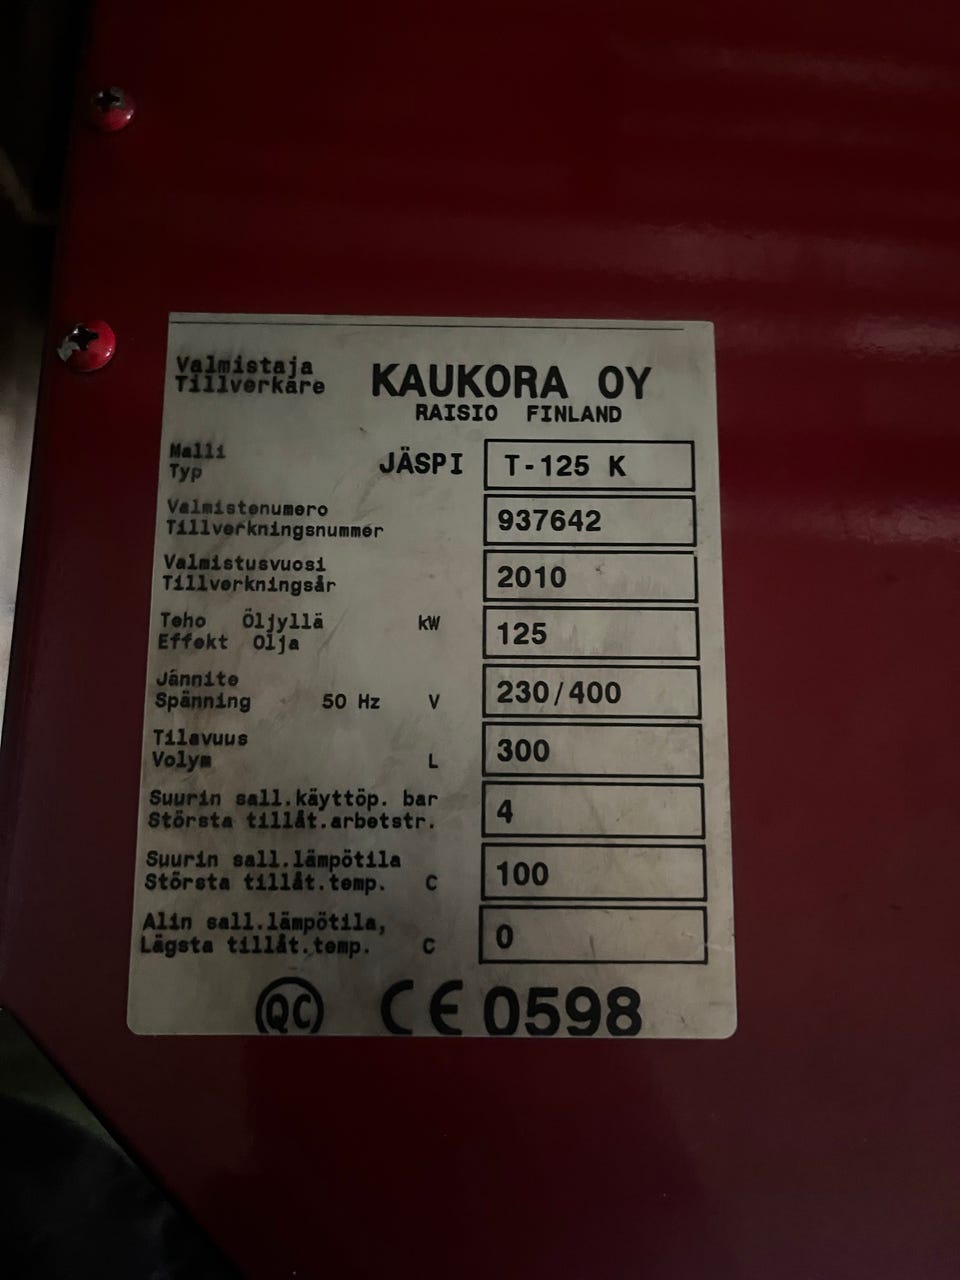 Valmistaja
Tillverkare
KAUKORA OY
RAISIO FINLAND
Malli
Typ
JÄSPI
T-125 K
Valmistenumero
Tillverkningsnummer
937642
Valmistusvuosi
Tillverkningsår
2010
Teho Öljyllä kW
Effekt Olja
125
Jännite
Spänning 50 Hz V
230/400
Tilavuus
Volym L
300
Suurin sall.käyttöp. bar
Största tillåt.arbetstr.
4
Suurin sall.lämpötila
Största tillåt.temp. C
100
Alin sall.lämpötila,
Lägsta tillåt.temp. C
0
QC CE 0598